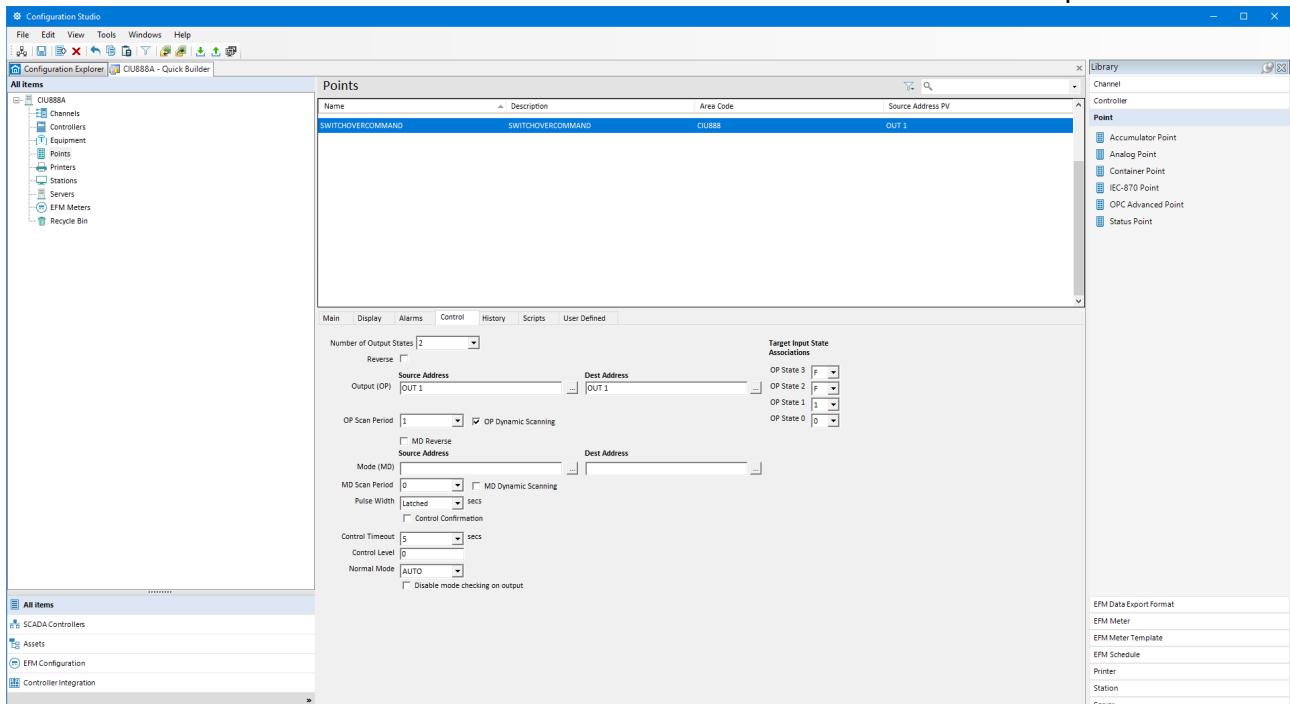 Configuration Studio
File Edit View Tools Windows Help
Configuration Explorer CIU888A - Quick Builder
All items
CIU888A
Channels
Controllers
Equipment
Points
Printers
Stations
Servers
EFM Meters
Recycle Bin
All items
SCADA Controllers
Assets
EFM Configuration
Controller Integration
»
Points
Name Description Area Code Source Address PV
SWITCHOVERCOMMAND SWITCHOVERCOMMAND CIU888 OUT 1
Main Display Alarms Control History Scripts User Defined
Number of Output States 2
Reverse
Source Address Dest Address
Output (OP) OUT 1 ... OUT 1 ...
OP Scan Period 1 OP Dynamic Scanning
MD Reverse
Source Address Dest Address
Mode (MD) ... ...
MD Scan Period 0 MD Dynamic Scanning
Pulse Width Latched secs
Control Confirmation
Control Timeout 5 secs
Control Level 0
Normal Mode AUTO
Disable mode checking on output
Target Input State
Associations
OP State 3 F
OP State 2 F
OP State 1 1
OP State 0 0
Library
Channel
Controller
Point
Accumulator Point
Analog Point
Container Point
IEC-870 Point
OPC Advanced Point
Status Point
EFM Data Export Format
EFM Meter
EFM Meter Template
EFM Schedule
Printer
Station